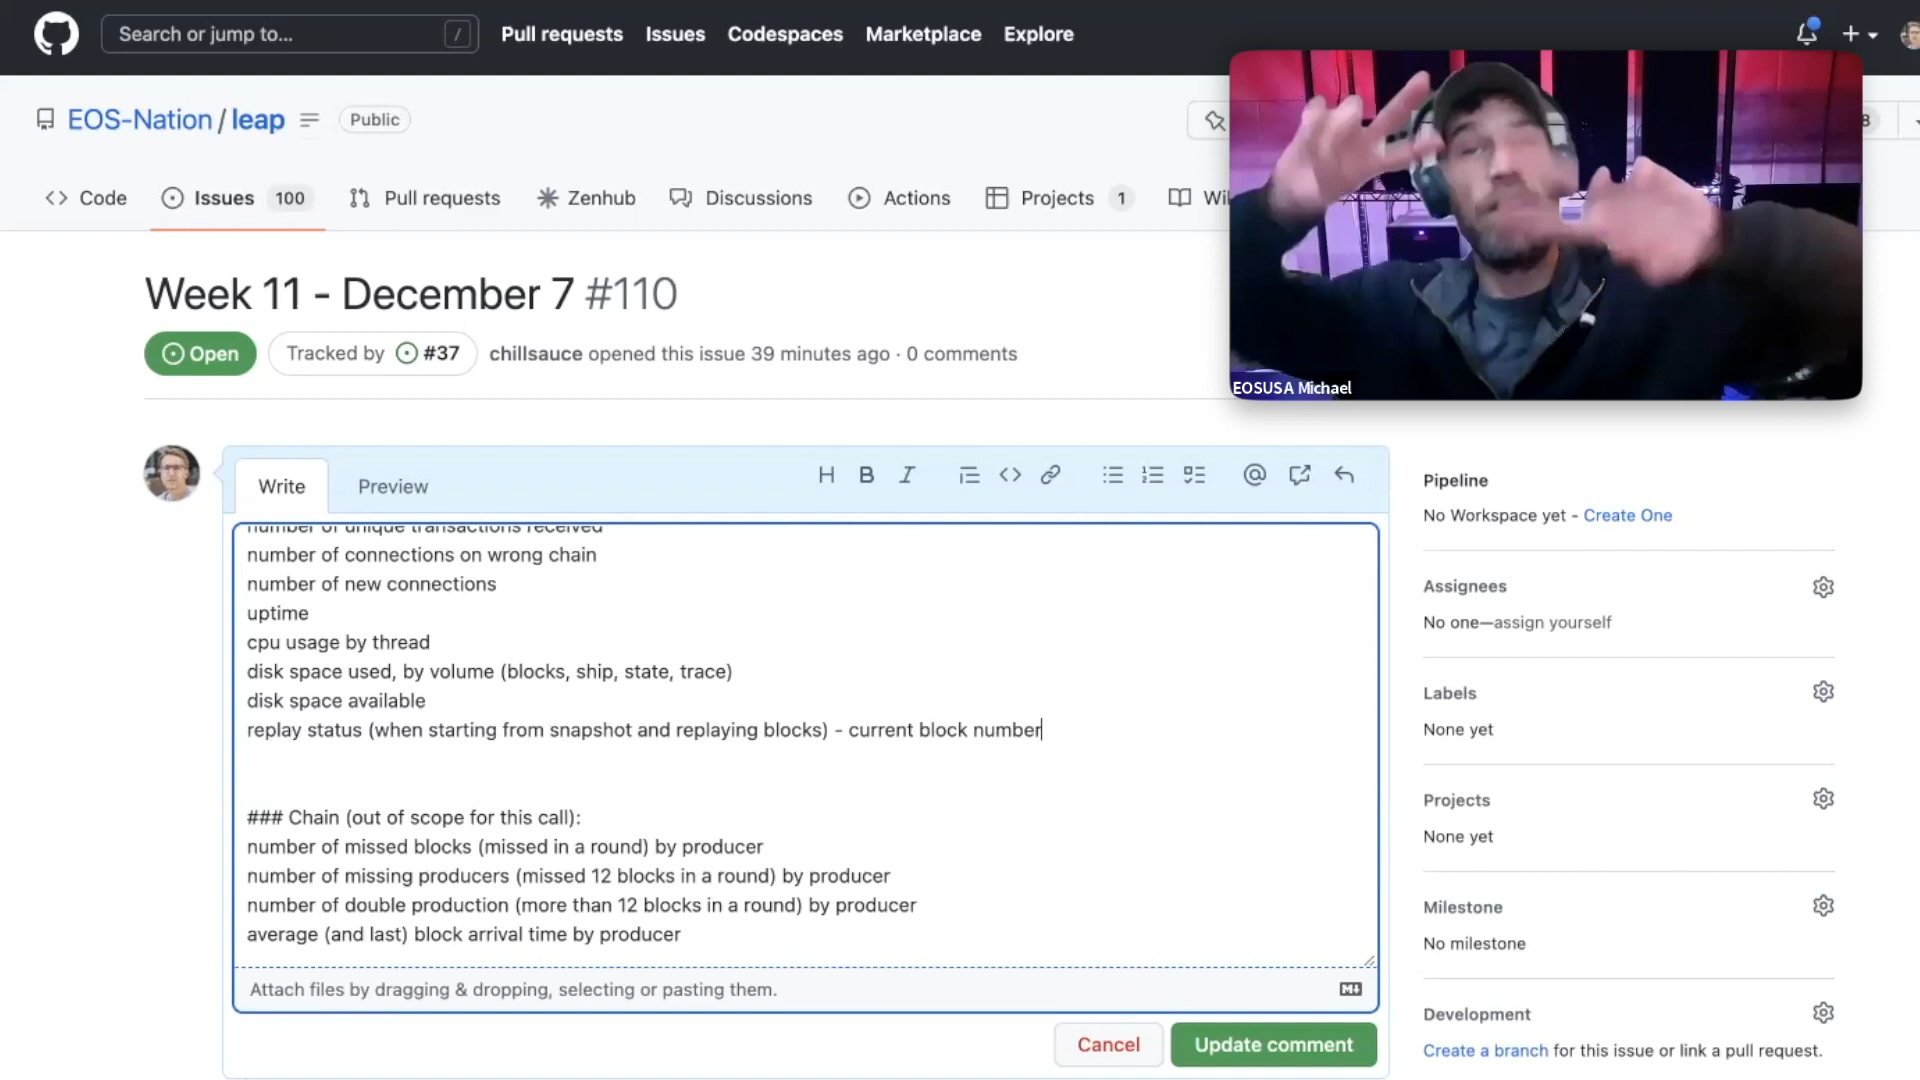 Search or jump to... /
Pull requests Issues Codespaces Marketplace Explore
EOS-Nation / leap Public
8
Code Issues 100 Pull requests Zenhub Discussions Actions Projects 1
Week 11 - December 7 #110
Open Tracked by #37 chillsauce opened this issue 39 minutes ago · 0 comments
EOSUSA Michael
Write Preview
number of unique transactions received
number of connections on wrong chain
number of new connections
uptime
cpu usage by thread
disk space used, by volume (blocks, ship, state, trace)
disk space available
replay status (when starting from snapshot and replaying blocks) - current block number
### Chain (out of scope for this call):
number of missed blocks (missed in a round) by producer
number of missing producers (missed 12 blocks in a round) by producer
number of double production (more than 12 blocks in a round) by producer
average (and last) block arrival time by producer
Attach files by dragging & dropping, selecting or pasting them.
Cancel Update comment
Pipeline
No Workspace yet - Create One
Assignees
No one—assign yourself
Labels
None yet
Projects
None yet
Milestone
No milestone
Development
Create a branch for this issue or link a pull request.